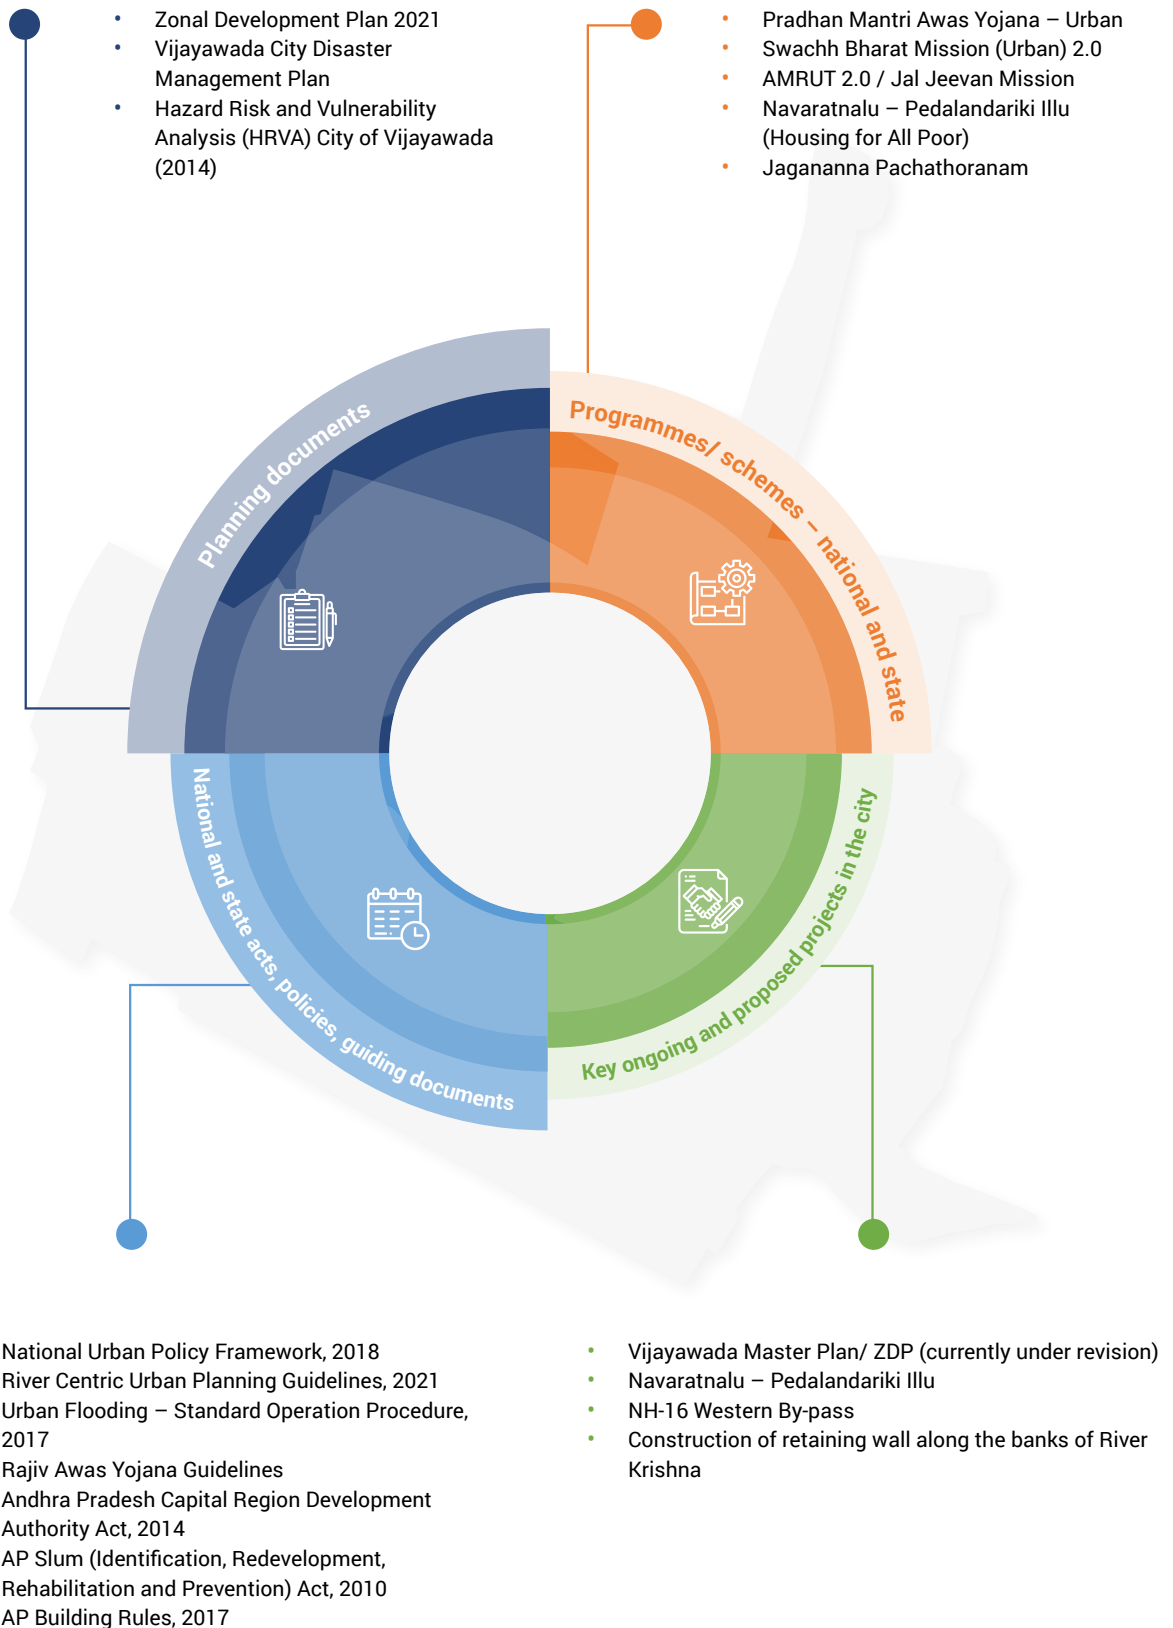 • Zonal Development Plan 2021
• Vijayawada City Disaster
Management Plan
• Hazard Risk and Vulnerability
Analysis (HRVA) City of Vijayawada
(2014)
• Pradhan Mantri Awas Yojana – Urban
• Swachh Bharat Mission (Urban) 2.0
• AMRUT 2.0 / Jal Jeevan Mission
• Navaratnalu – Pedalandariki Illu
(Housing for All Poor)
• Jagananna Pachathoranam
Planning documents
Programmes/ schemes – national and state
National and state acts, policies, guiding documents
Key ongoing and proposed projects in the city
National Urban Policy Framework, 2018
River Centric Urban Planning Guidelines, 2021
Urban Flooding – Standard Operation Procedure,
2017
Rajiv Awas Yojana Guidelines
Andhra Pradesh Capital Region Development
Authority Act, 2014
AP Slum (Identification, Redevelopment,
Rehabilitation and Prevention) Act, 2010
AP Building Rules, 2017
• Vijayawada Master Plan/ ZDP (currently under revision)
• Navaratnalu – Pedalandariki Illu
• NH-16 Western By-pass
• Construction of retaining wall along the banks of River
Krishna